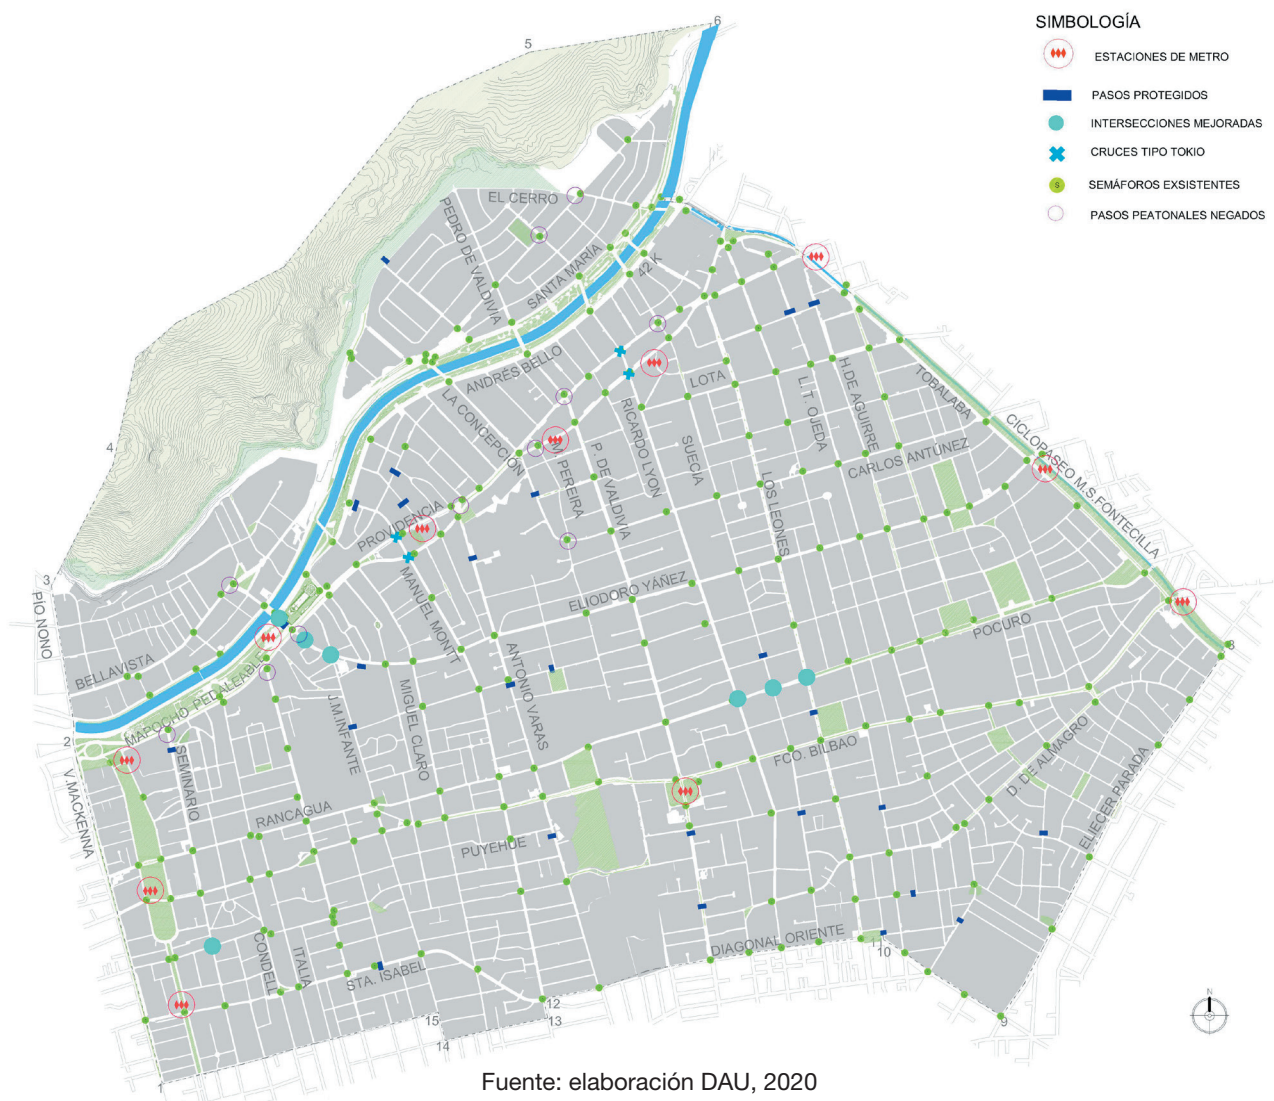 SIMBOLOGÍA
ESTACIONES DE METRO
PASOS PROTEGIDOS
INTERSECCIONES MEJORADAS
CRUCES TIPO TOKIO
S SEMÁFOROS EXSISTENTES
PASOS PEATONALES NEGADOS
6
5
EL CERRO
PEDRO DE VALDIVIA
SANTA MARÍA
42 K
ANDRÉS BELLO
LA CONCEPCIÓN
LOTA
RICARDO LYON
SUECIA
L.T. OJEDA
H.DE AGUIRRE
TOBALABA
CICLOPASEO M.S.FONTECILLA
CARLOS ANTÚNEZ
4
M. PEREIRA
P. DE VALDIVIA
LOS LEONES
PROVIDENCIA
3
PÍO NONO
MANUEL MONTT
ELIODORO YÁÑEZ
POCURO
8
BELLAVISTA
MAPOCHO PEDALEABLE
ANTONIO VARAS
MIGUEL CLARO
J.M.INFANTE
2
V.MACKENNA
SEMINARIO
FCO. BILBAO
D. DE ALMAGRO
ELIECER PARADA
RANCAGUA
PUYEHUE
CONDELL
ITALIA
STA. ISABEL
DIAGONAL ORIENTE
11
10
12
13
15
14
9
1
N
Fuente: elaboración DAU, 2020